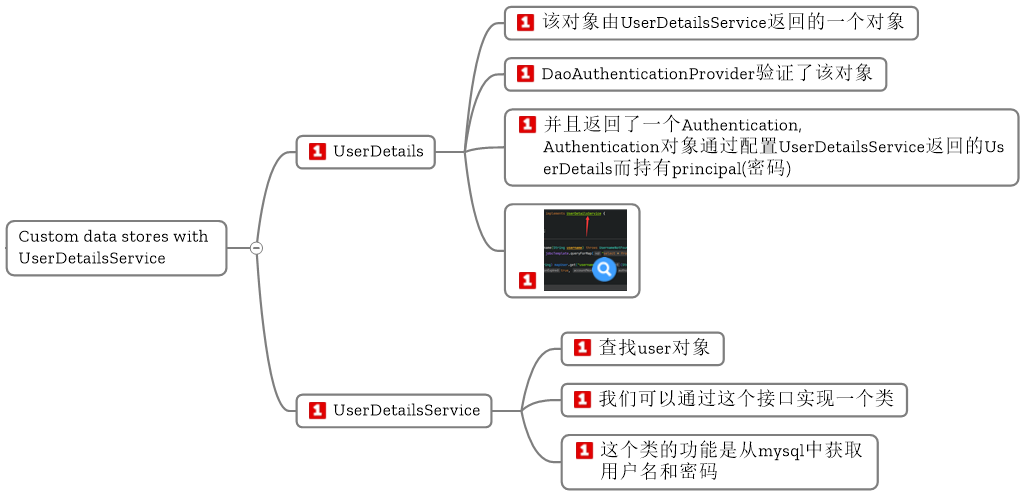 Custom data stores with
UserDetailsService
UserDetails
该对象由UserDetailsService返回的一个对象
DaoAuthenticationProvider验证了该对象
并且返回了一个Authentication,
Authentication对象通过配置UserDetailsService返回的Us
erDetails而持有principal(密码)
UserDetailsService
查找user对象
我们可以通过这个接口实现一个类
这个类的功能是从mysql中获取
用户名和密码